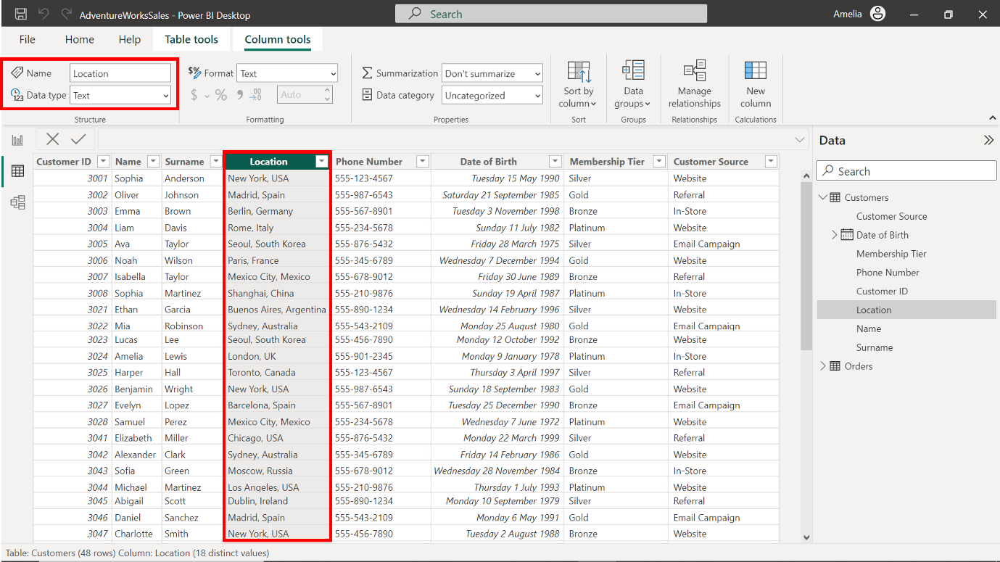 AdventureWorksSales - Power BI Desktop Search Amelia
File Home Help Table tools Column tools
Name Location $% Format Text Summarization Don't summarize
123 Data type Text $ % Auto Data category Uncategorized
Sort by column Data groups Manage relationships New column
Structure Formatting Properties Sort Groups Relationships Calculations
Customer ID Name Surname Location Phone Number Date of Birth Membership Tier Customer Source
3001 Sophia Anderson New York, USA 555-123-4567 Tuesday 15 May 1990 Silver Website
3002 Oliver Johnson Madrid, Spain 555-987-6543 Saturday 21 September 1985 Gold Referral
3003 Emma Brown Berlin, Germany 555-567-8901 Tuesday 3 November 1998 Bronze In-Store
3004 Liam Davis Rome, Italy 555-234-5678 Sunday 11 July 1982 Platinum Website
3005 Ava Taylor Seoul, South Korea 555-876-5432 Friday 28 March 1975 Silver Email Campaign
3006 Noah Wilson Paris, France 555-345-6789 Wednesday 7 December 1994 Gold Website
3007 Isabella Taylor Mexico City, Mexico 555-678-9012 Friday 30 June 1989 Bronze Referral
3008 Sophia Martinez Shanghai, China 555-210-9876 Sunday 19 April 1987 Platinum In-Store
3021 Ethan Garcia Buenos Aires, Argentina 555-890-1234 Wednesday 14 February 1996 Silver Website
3022 Mia Robinson Sydney, Australia 555-543-2109 Monday 25 August 1980 Gold Email Campaign
3023 Lucas Lee Seoul, South Korea 555-456-7890 Monday 12 October 1992 Bronze Website
3024 Amelia Lewis London, UK 555-901-2345 Monday 9 January 1978 Platinum In-Store
3025 Harper Hall Toronto, Canada 555-123-4567 Thursday 3 April 1997 Silver Referral
3026 Benjamin Wright New York, USA 555-987-6543 Sunday 18 September 1983 Gold Website
3027 Evelyn Lopez Barcelona, Spain 555-567-8901 Tuesday 25 December 1990 Bronze Email Campaign
3028 Samuel Perez Mexico City, Mexico 555-234-5678 Wednesday 7 June 1972 Platinum Website
3041 Elizabeth Miller Chicago, USA 555-876-5432 Monday 22 March 1999 Silver Referral
3042 Alexander Clark Sydney, Australia 555-345-6789 Friday 14 February 1986 Gold Website
3043 Sofia Green Moscow, Russia 555-678-9012 Wednesday 28 November 1984 Bronze In-Store
3044 Michael Martinez Los Angeles, USA 555-210-9876 Thursday 1 July 1993 Platinum Website
3045 Abigail Scott Dublin, Ireland 555-890-1234 Monday 10 September 1979 Silver Referral
3046 Daniel Sanchez Madrid, Spain 555-543-2109 Monday 6 May 1991 Gold Email Campaign
3047 Charlotte Smith New York, USA 555-456-7890 Tuesday 2 August 1988 Bronze Website
Data
Search
Customers
Customer Source
Date of Birth
Membership Tier
Phone Number
Customer ID
Location
Name
Surname
Orders
Table: Customers (48 rows) Column: Location (18 distinct values)